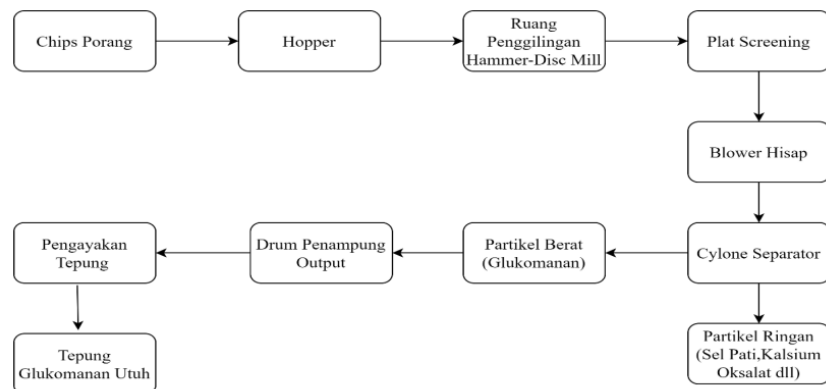 Chips Porang
Hopper
Ruang
Penggilingan
Hammer-Disc Mill
Plat Screening
Blower Hisap
Cylone Separator
Partikel Berat
(Glukomanan)
Drum Penampung
Output
Pengayakan
Tepung
Tepung
Glukomanan Utuh
Partikel Ringan
(Sel Pati,Kalsium
Oksalat dll)